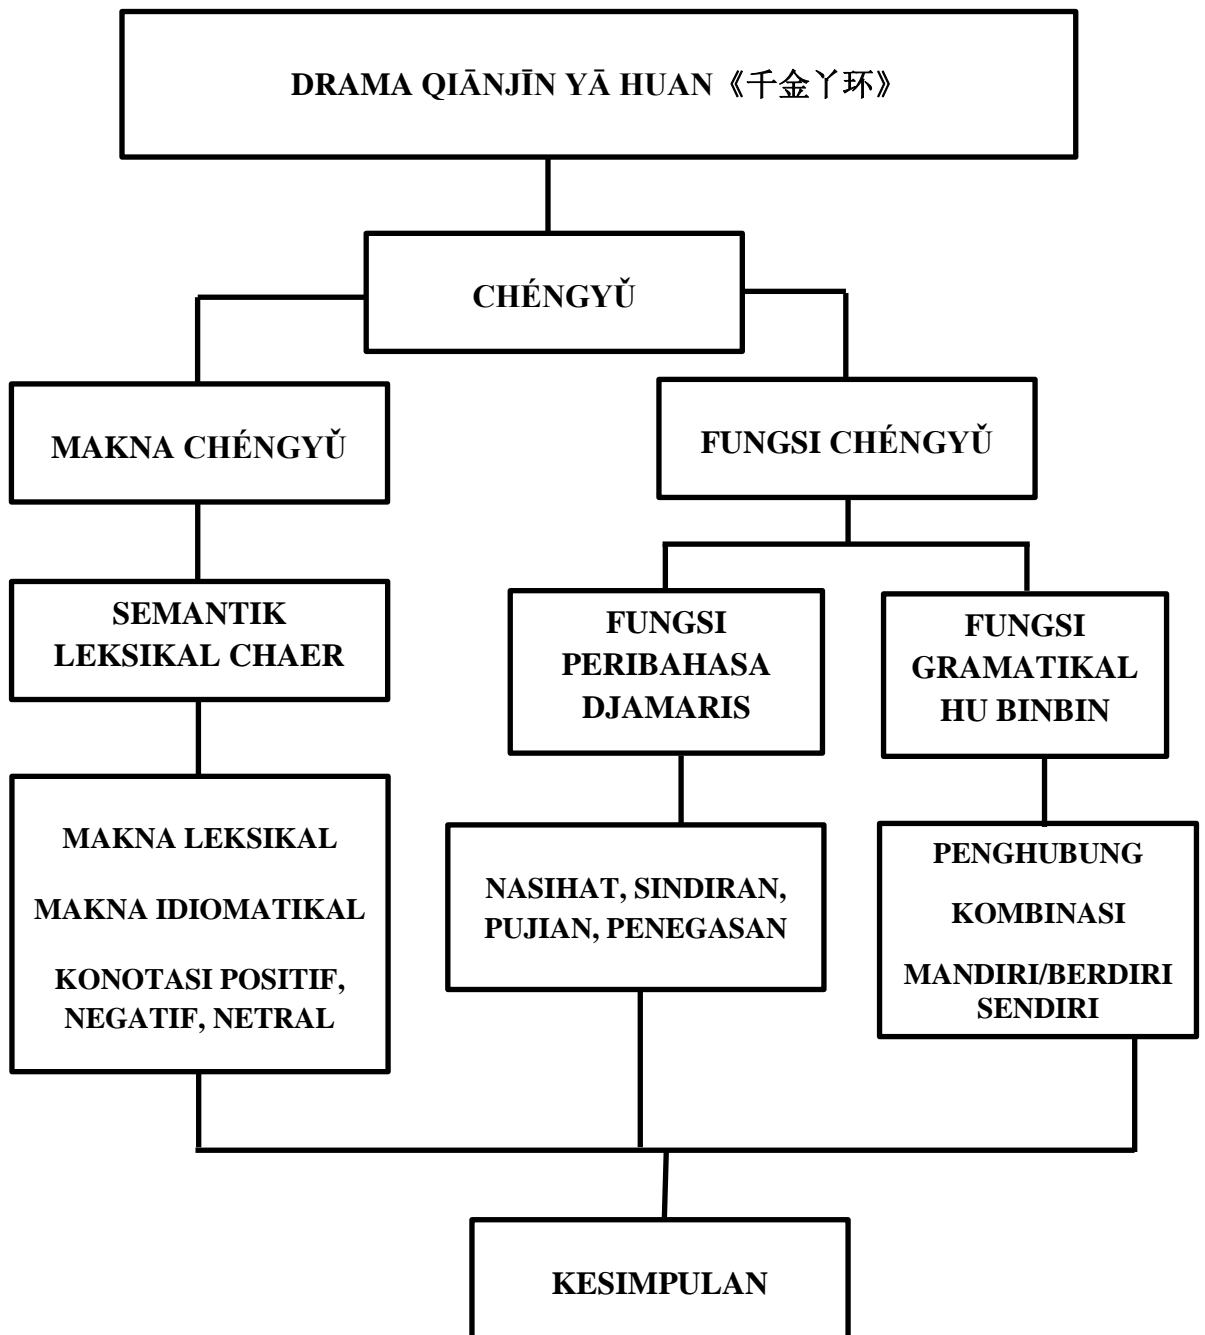 DRAMA QIĀNJĪN YĀ HUAN《千金丫环》
CHÉNGYǓ
MAKNA CHÉNGYǓ
FUNGSI CHÉNGYǓ
SEMANTIK
LEKSIKAL CHAER
FUNGSI
PERIBAHASA
DJAMARIS
FUNGSI
GRAMATIKAL
HU BINBIN
MAKNA LEKSIKAL
MAKNA IDIOMATIKAL
KONOTASI POSITIF,
NEGATIF, NETRAL
NASIHAT, SINDIRAN,
PUJIAN, PENEGASAN
PENGHUBUNG
KOMBINASI
MANDIRI/BERDIRI
SENDIRI
KESIMPULAN